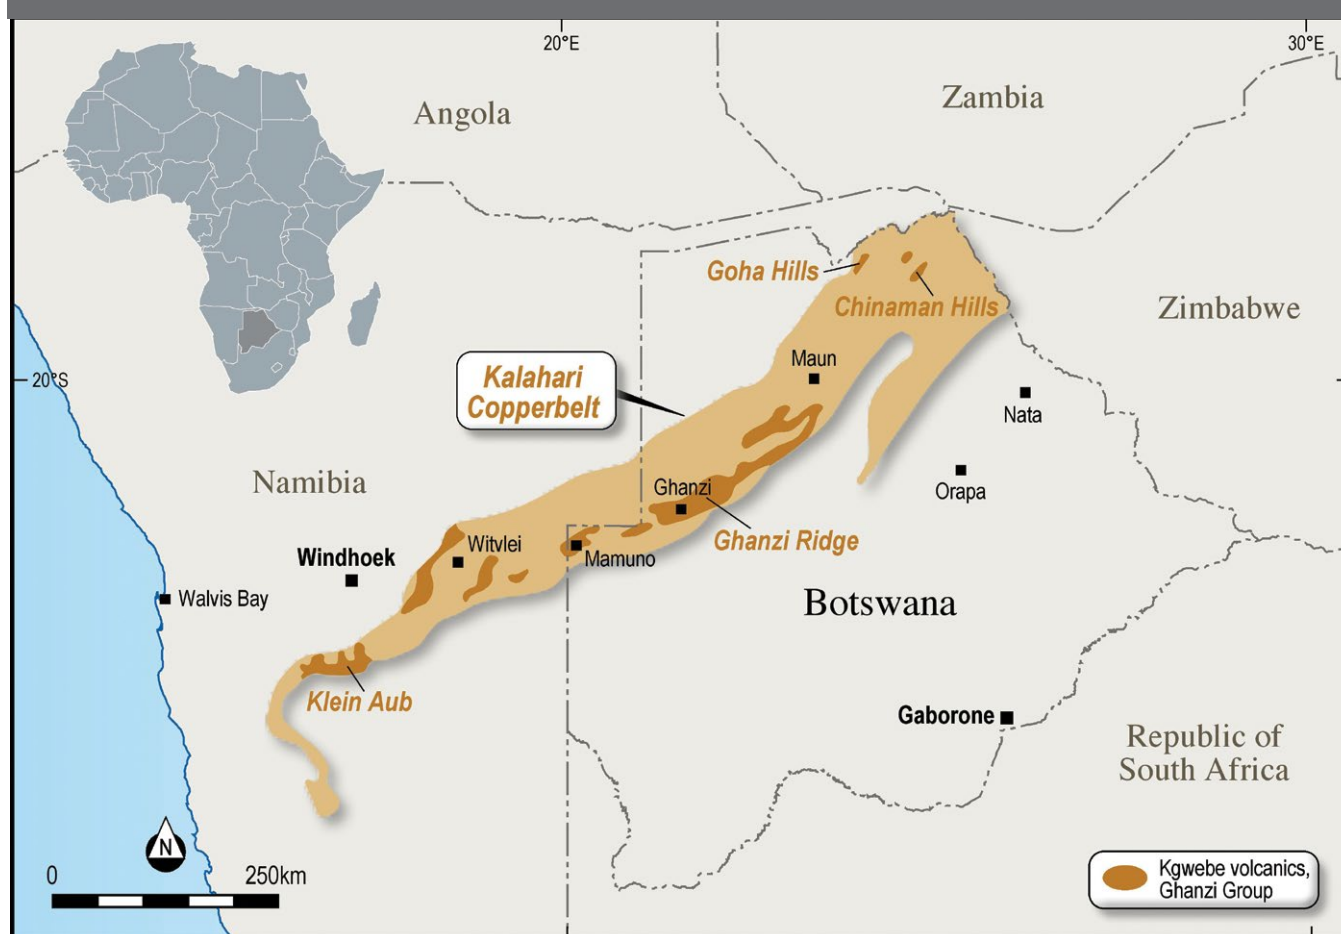 20°E
30°E
Angola
Zambia
Goha Hills
Chinaman Hills
Zimbabwe
20°S
Kalahari
Copperbelt
Maun
Nata
Namibia
Ghanzi
Orapa
Ghanzi Ridge
Windhoek
Witvlei
Mamuno
Walvis Bay
Botswana
Klein Aub
Gaborone
Republic of
South Africa
N
0
250km
Kgwebe volcanics,
Ghanzi Group